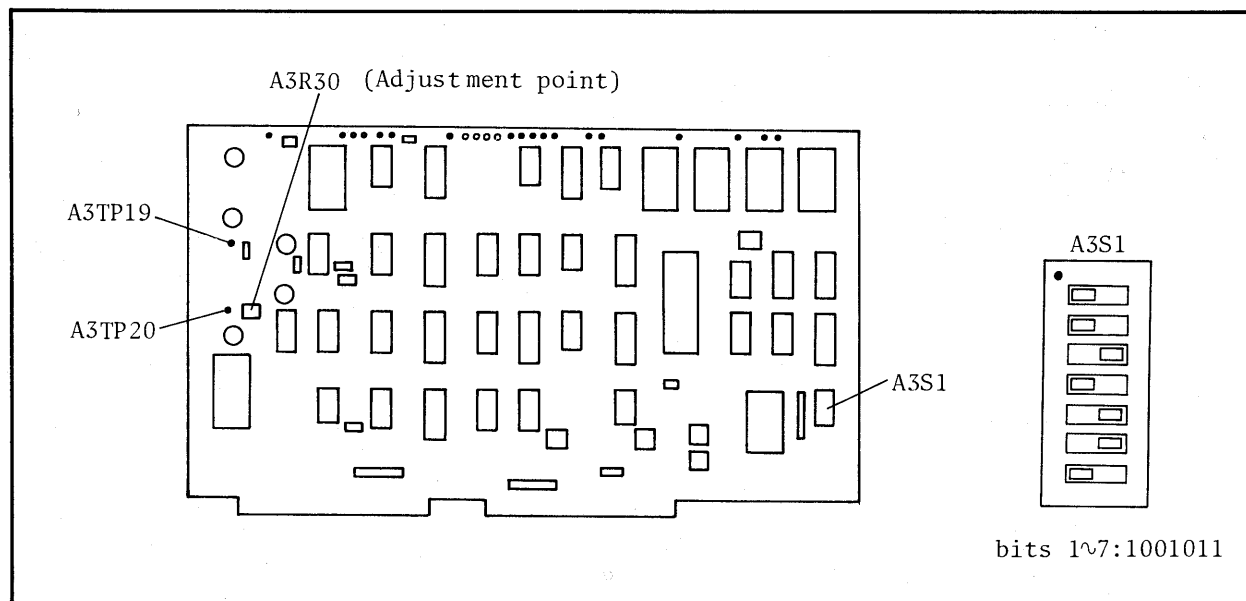 A3R30 (Adjustment point)
A3TP19
A3TP20
A3S1
A3S1
bits 1∿7:1001011